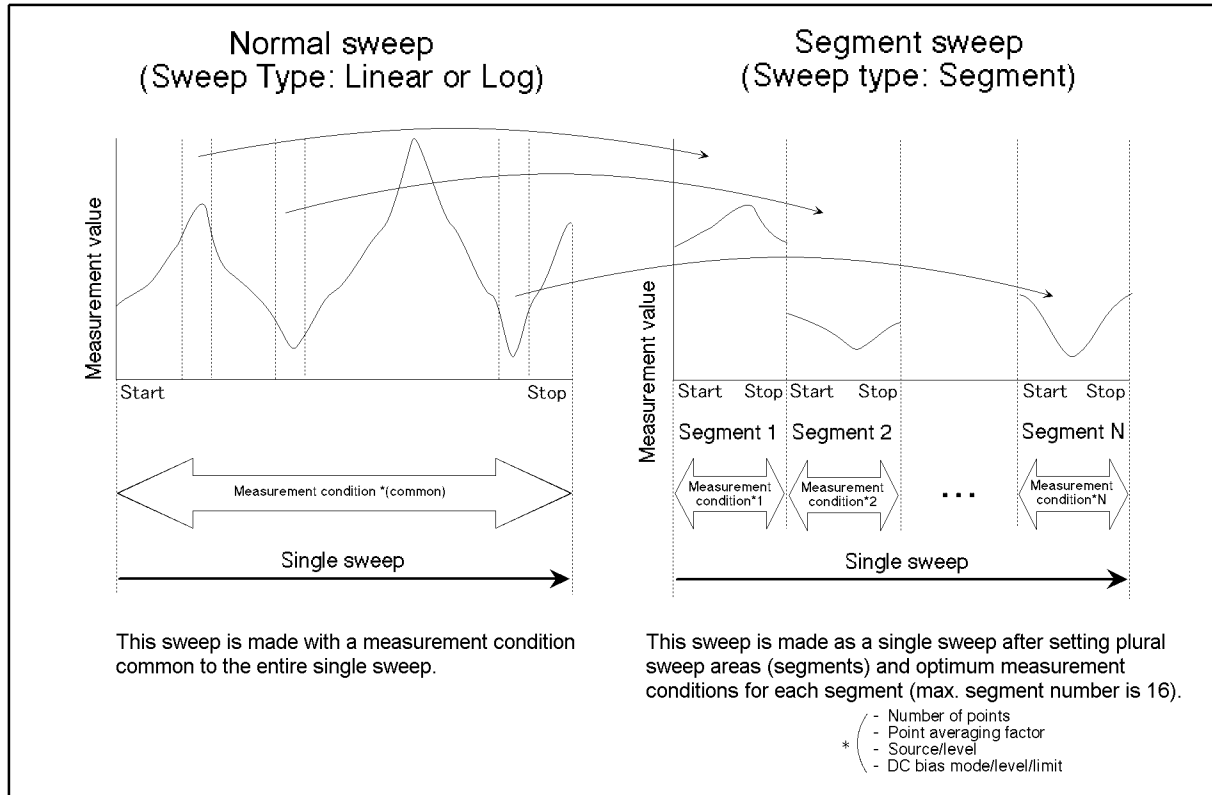 Normal sweep
(Sweep Type: Linear or Log)
Measurement value
Start
Stop
Measurement condition *(common)
Single sweep
This sweep is made with a measurement condition
common to the entire single sweep.
Segment sweep
(Sweep type: Segment)
Measurement value
Start
Stop
Start
Stop
Start
Stop
Segment 1
Segment 2
Segment N
Measurement
condition*1
Measurement
condition*2
...
Measurement
condition*N
Single sweep
This sweep is made as a single sweep after setting plural
sweep areas (segments) and optimum measurement
conditions for each segment (max. segment number is 16).
*
- Number of points
- Point averaging factor
- Source/level
- DC bias mode/level/limit